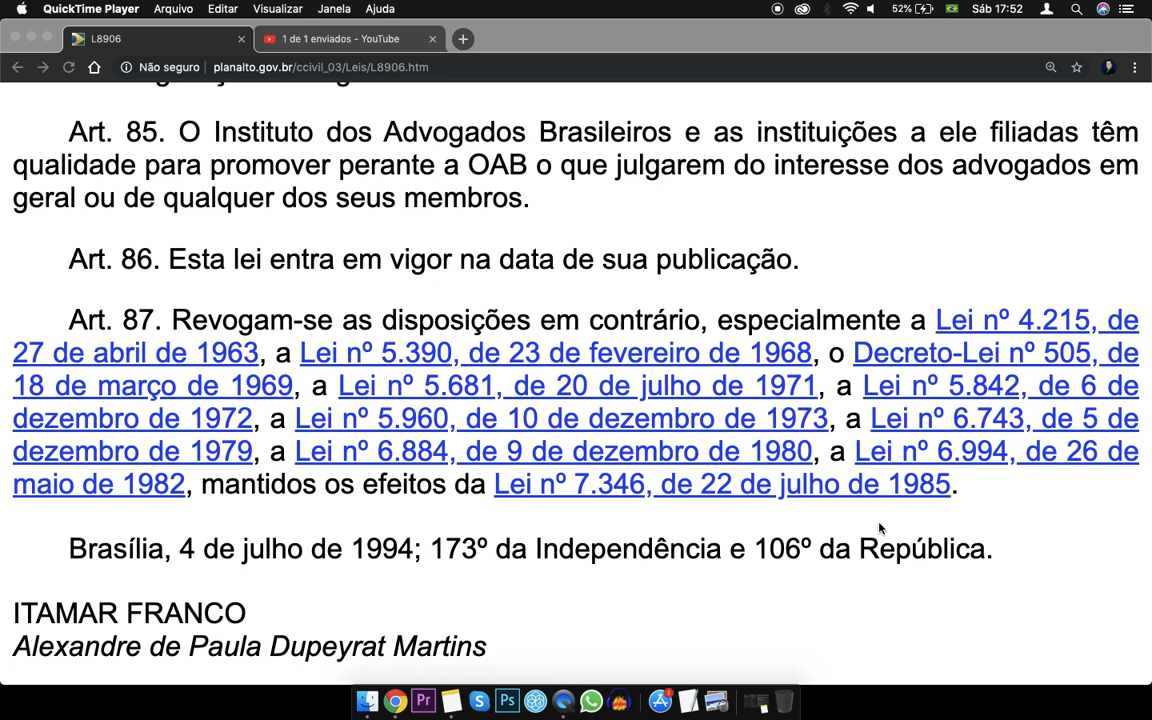 QuickTime Player Arquivo Editar Visualizar Janela Ajuda 52% Sáb 17:52
L8906 1 de 1 enviados - YouTube
Não seguro planalto.gov.br/ccivil_03/Leis/L8906.htm
Art. 85. O Instituto dos Advogados Brasileiros e as instituições a ele filiadas têm
qualidade para promover perante a OAB o que julgarem do interesse dos advogados em
geral ou de qualquer dos seus membros.
Art. 86. Esta lei entra em vigor na data de sua publicação.
Art. 87. Revogam-se as disposições em contrário, especialmente a Lei nº 4.215, de
27 de abril de 1963, a Lei nº 5.390, de 23 de fevereiro de 1968, o Decreto-Lei nº 505, de
18 de março de 1969, a Lei nº 5.681, de 20 de julho de 1971, a Lei nº 5.842, de 6 de
dezembro de 1972, a Lei nº 5.960, de 10 de dezembro de 1973, a Lei nº 6.743, de 5 de
dezembro de 1979, a Lei nº 6.884, de 9 de dezembro de 1980, a Lei nº 6.994, de 26 de
maio de 1982, mantidos os efeitos da Lei nº 7.346, de 22 de julho de 1985.
Brasília, 4 de julho de 1994; 173º da Independência e 106º da República.
ITAMAR FRANCO
Alexandre de Paula Dupeyrat Martins
Pr Ps